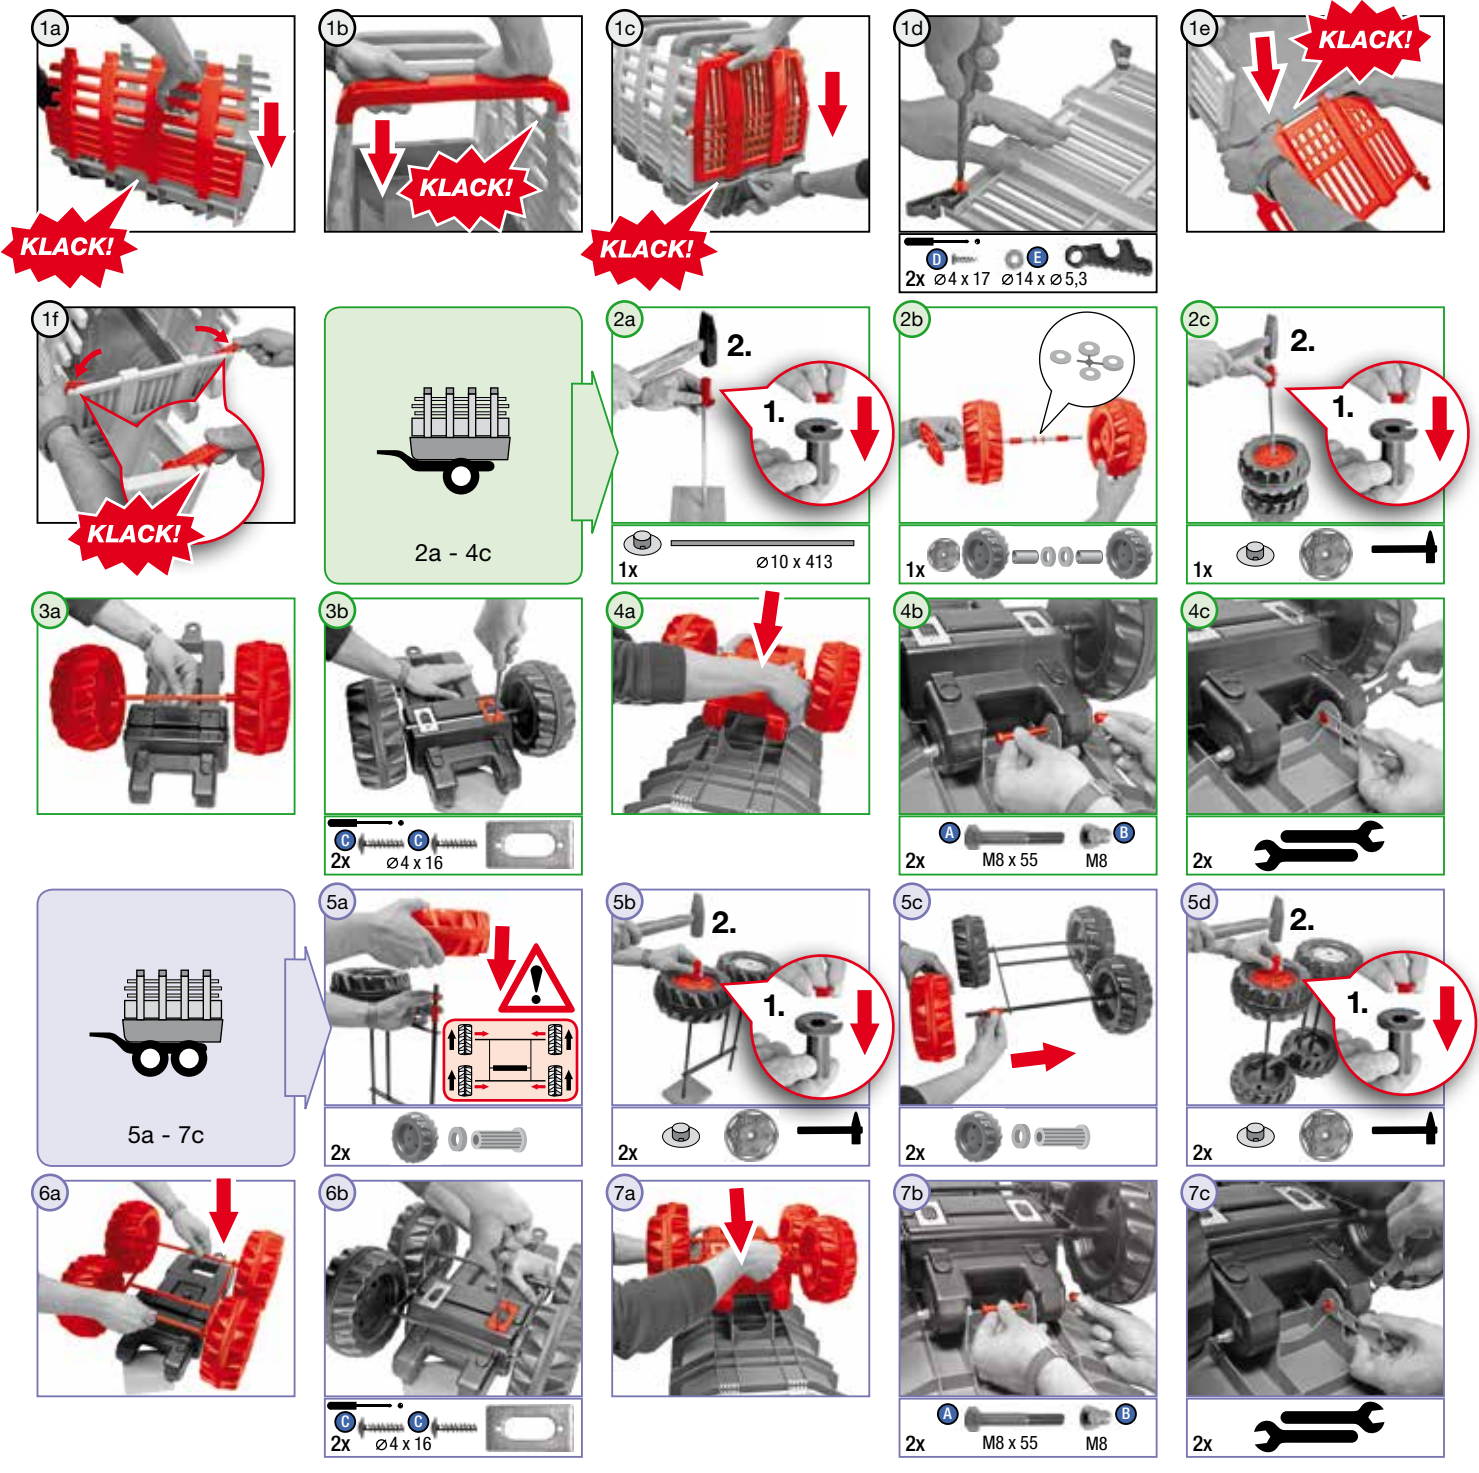 1a
KLACK!
1b
KLACK!
1c
KLACK!
1d
D E
2x ⌀4 x 17 ⌀14 x ⌀5,3
1e
KLACK!
1f
KLACK!
2a - 4c
2a
2.
1.
1x
⌀10 x 413
2b
1x
2c
2.
1.
1x
3a
3b
C C
2x ⌀4 x 16
4a
4b
A B
2x M8 x 55 M8
4c
2x
5a - 7c
5a
!
2x
5b
2.
1.
2x
5c
2x
5d
2.
1.
2x
6a
6b
C C
2x ⌀4 x 16
7a
7b
A B
2x M8 x 55 M8
7c
2x